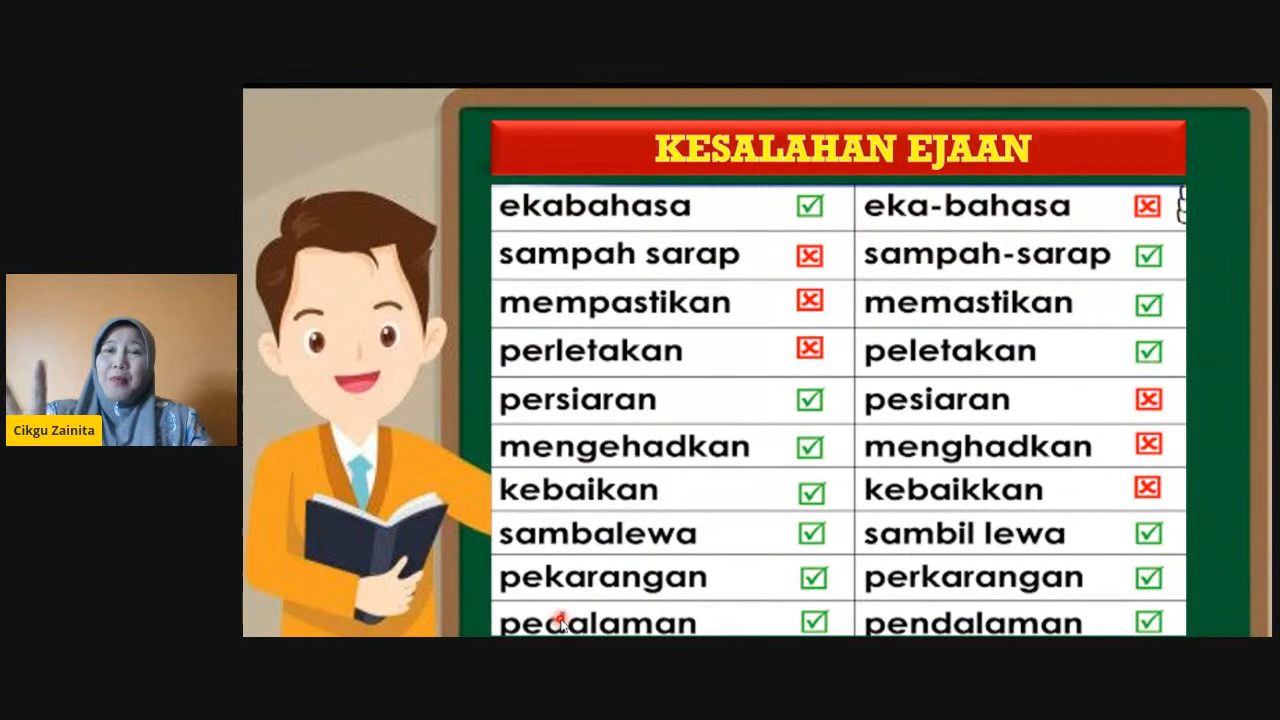 KESALAHAN EJAAN
ekabahasa eka-bahasa
sampah sarap sampah-sarap
mempastikan memastikan
perletakan peletakan
persiaran pesiaran
mengehadkan menghadkan
kebaikan kebaikkan
sambalewa sambil lewa
pekarangan perkarangan
pedalaman pendalaman
Cikgu Zainita